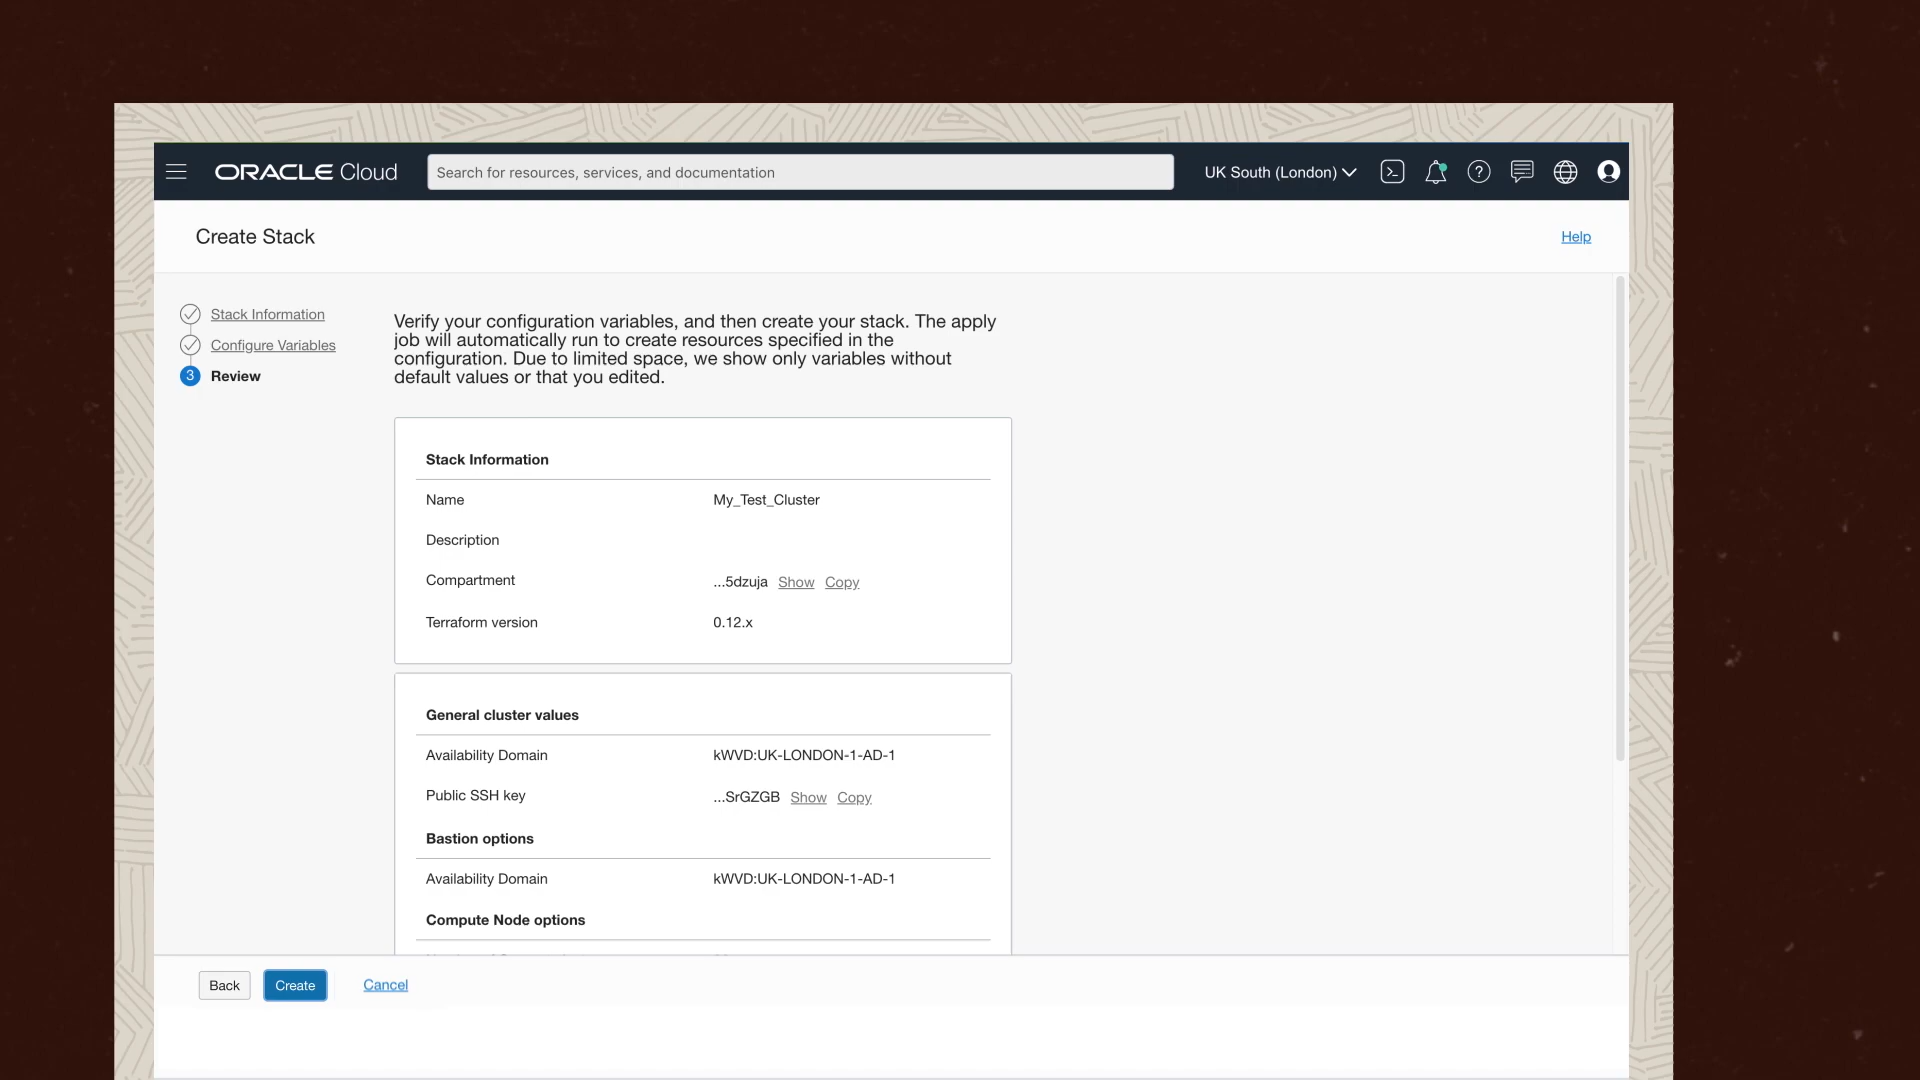 ORACLE Cloud
Search for resources, services, and documentation
UK South (London)
Create Stack
Help
Stack Information
Configure Variables
3 Review
Verify your configuration variables, and then create your stack. The apply
job will automatically run to create resources specified in the
configuration. Due to limited space, we show only variables without
default values or that you edited.
Stack Information
Name My_Test_Cluster
Description
Compartment ...5dzuja Show Copy
Terraform version 0.12.x
General cluster values
Availability Domain kWVD:UK-LONDON-1-AD-1
Public SSH key ...SrGZGB Show Copy
Bastion options
Availability Domain kWVD:UK-LONDON-1-AD-1
Compute Node options
Back Create Cancel